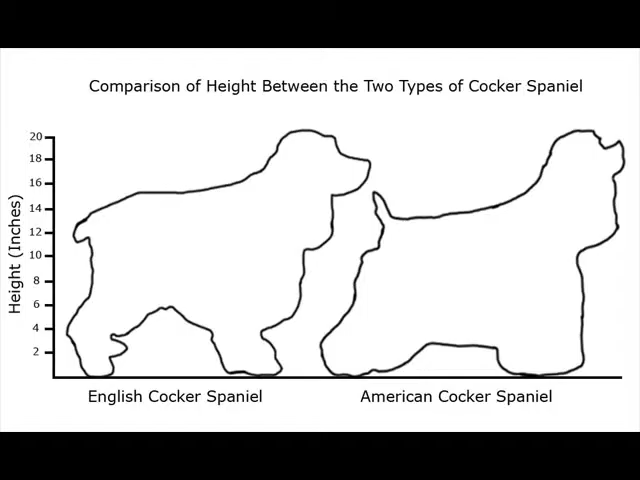 Comparison of Height Between the Two Types of Cocker Spaniel
20
18
16
14
12
10
8
6
4
2
Height (Inches)
English Cocker Spaniel
American Cocker Spaniel